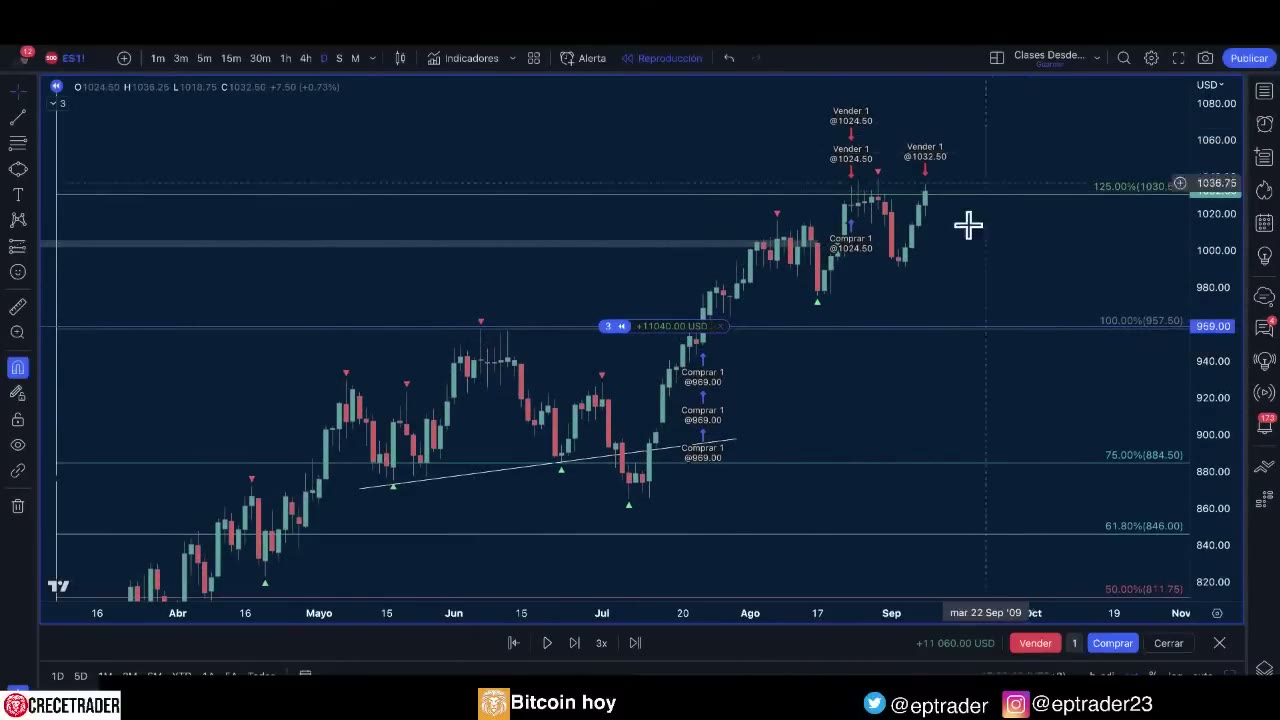 12
500 ES1!
1m 3m 5m 15m 30m 1h 4h D S M
Indicadores
Alerta
Reproducción
Clases Desde...
Guardar
Publicar
O1024.50 H1036.25 L1018.75 C1032.50 +7.50 (+0.73%)
3
USD
1080.00
1060.00
1036.75
1020.00
1000.00
980.00
959.00
940.00
920.00
900.00
880.00
860.00
840.00
820.00
Vender 1
@1024.50
Vender 1
@1024.50
Vender 1
@1032.50
Comprar 1
@1024.50
125.00%(1030.5
3 +11040.00 USD
100.00%(957.50)
Comprar 1
@969.00
Comprar 1
@969.00
Comprar 1
@969.00
75.00%(884.50)
61.80%(846.00)
50.00%(811.75)
4
173
16 Abr 16 Mayo 15 Jun 15 Jul 20 Ago 17 Sep mar 22 Sep '09 Oct 19 Nov
3x
+11 060.00 USD
Vender 1 Comprar Cerrar
1D 5D
CRECETRADER
Bitcoin hoy
@eptrader
@eptrader23